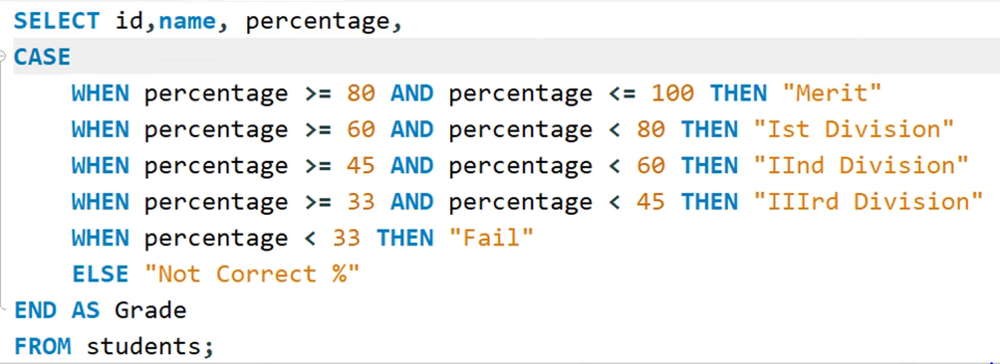 SELECT id,name, percentage,
CASE
WHEN percentage >= 80 AND percentage <= 100 THEN "Merit"
WHEN percentage >= 60 AND percentage < 80 THEN "Ist Division"
WHEN percentage >= 45 AND percentage < 60 THEN "IInd Division"
WHEN percentage >= 33 AND percentage < 45 THEN "IIIrd Division"
WHEN percentage < 33 THEN "Fail"
ELSE "Not Correct %"
END AS Grade
FROM students;